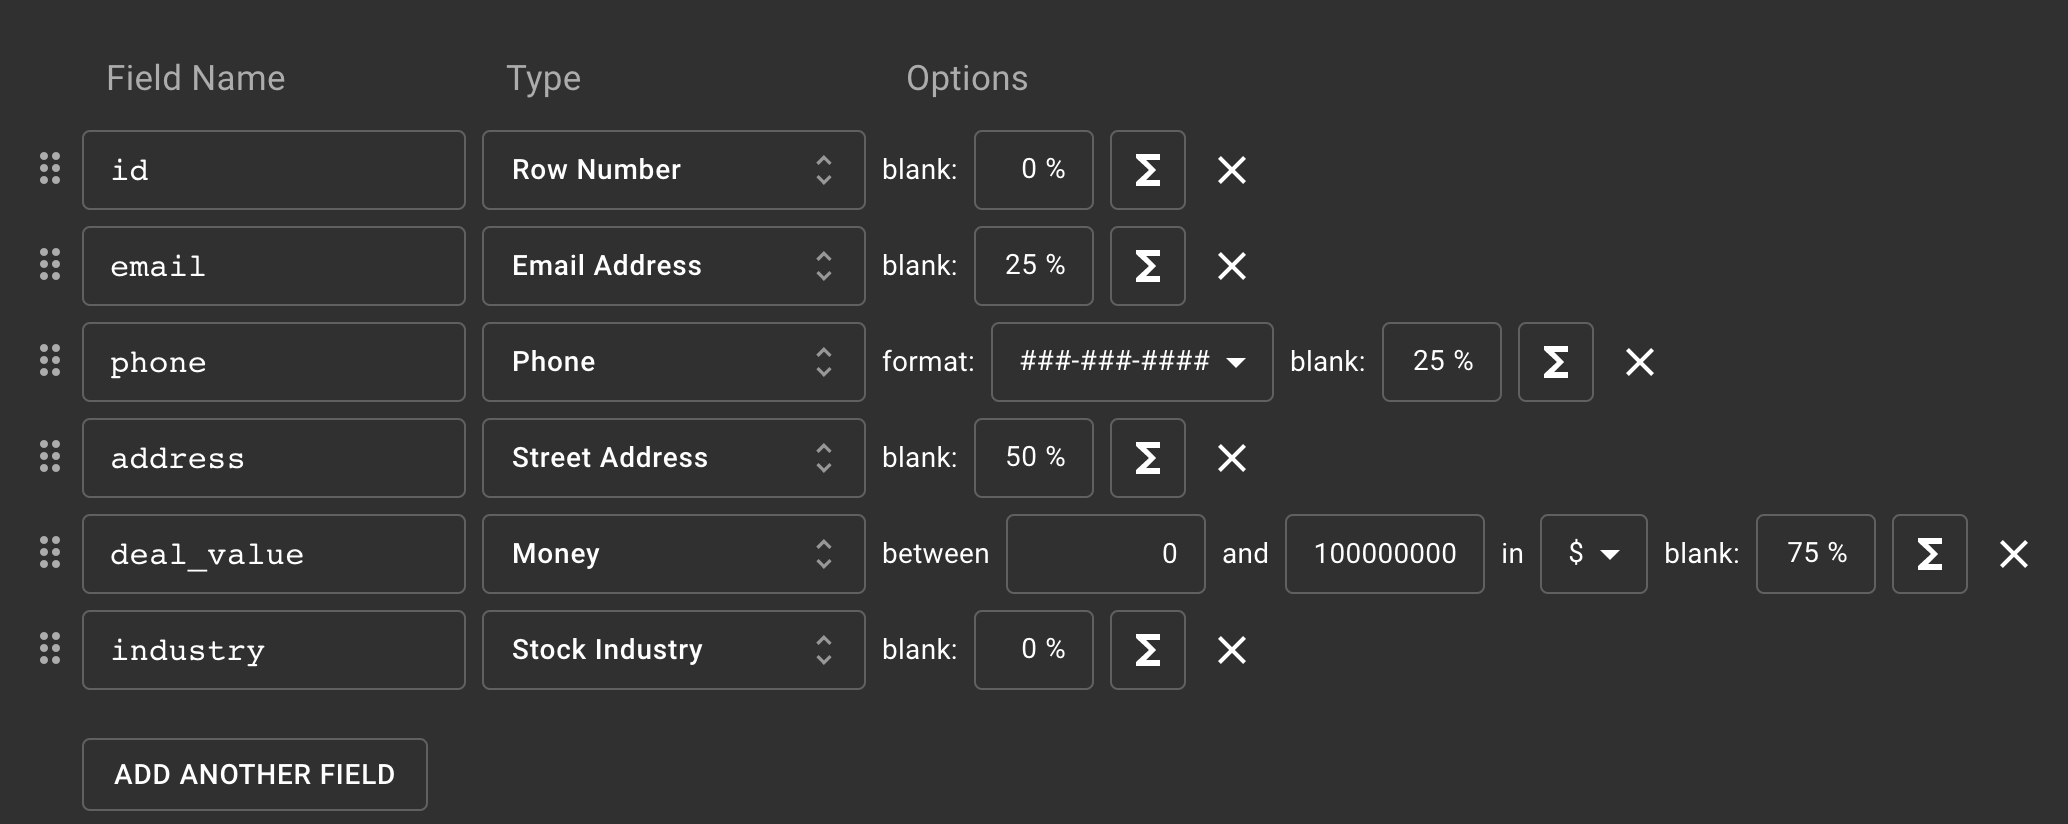 Field Name Type Options
id Row Number blank: 0 % Σ
email Email Address blank: 25 % Σ
phone Phone format: ###-###-#### blank: 25 % Σ
address Street Address blank: 50 % Σ
deal_value Money between 0 and 100000000 in $ blank: 75 % Σ
industry Stock Industry blank: 0 % Σ
ADD ANOTHER FIELD